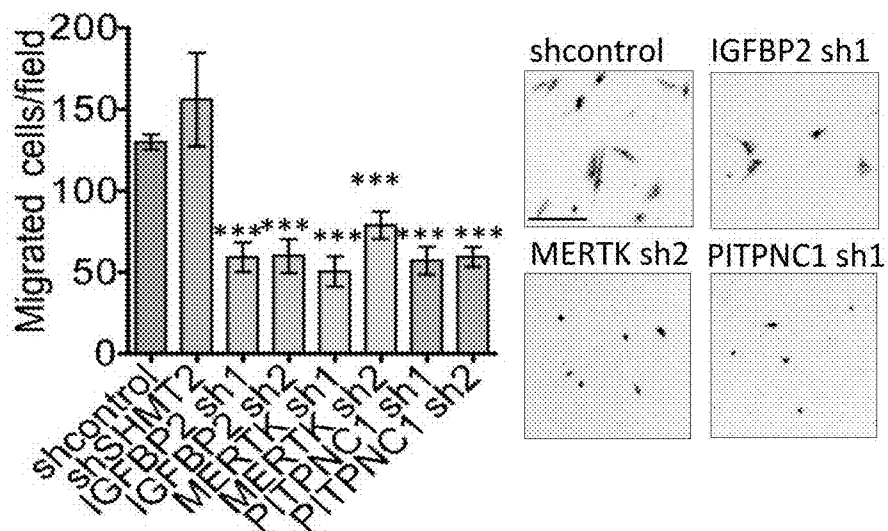 Migrated cells/field
200
150
100
50
0
***
***
***
***
***
***
shcontrol
shSHMT2
IGFBP2 sh1
IGFBP2 sh2
MERTK sh1
MERTK sh2
PITPNC1 sh1
PITPNC1 sh2
shcontrol
IGFBP2 sh1
MERTK sh2
PITPNC1 sh1